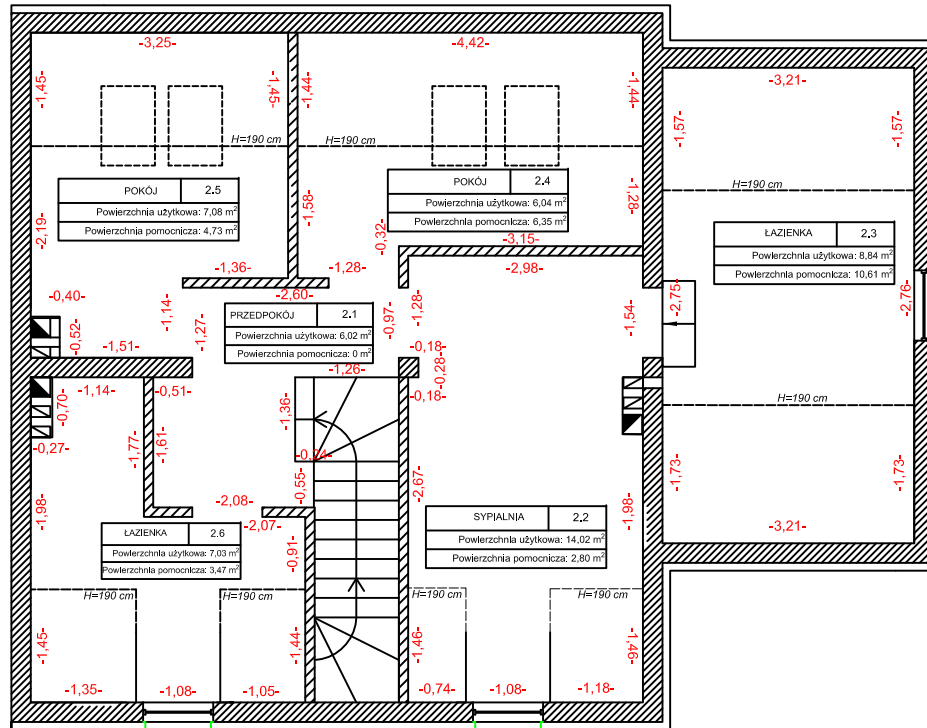 -3,25-
-4,42-
-1,45-
-1,45-
-1,44-
-1,44-
-3,21-
-1,57-
-1,57-
H=190 cm
H=190 cm
H=190 cm
POKÓJ 2.5
Powierzchnia użytkowa: 7,08 m²
Powierzchnia pomocnicza: 4,73 m²
POKÓJ 2.4
Powierzchnia użytkowa: 6,04 m²
Powierzchnia pomocnicza: 6,35 m²
-2,19-
-1,58-
-0,32-
-1,28-
-3,15-
-2,98-
-1,36-
-1,28-
ŁAZIENKA 2.3
Powierzchnia użytkowa: 8,84 m²
Powierzchnia pomocnicza: 10,61 m²
-0,40-
-0,52-
-1,14-
-1,27-
-2,60-
-0,97-
-1,28-
-1,54-
-2,75-
-2,76-
PRZEDPOKÓJ 2.1
Powierzchnia użytkowa: 6,02 m²
Powierzchnia pomocnicza: 0 m²
-1,51-
-0,18-
-0,28-
-1,26-
-1,14-
-0,51-
-0,18-
-0,70-
-1,36-
H=190 cm
-0,27-
-1,77-
-1,61-
-0,24-
-0,55-
-2,67-
-1,73-
-1,73-
-1,98-
-2,08-
-2,07-
-1,98-
ŁAZIENKA 2.6
Powierzchnia użytkowa: 7,03 m²
Powierzchnia pomocnicza: 3,47 m²
-0,91-
SYPIALNIA 2.2
Powierzchnia użytkowa: 14,02 m²
Powierzchnia pomocnicza: 2,80 m²
-3,21-
H=190 cm
H=190 cm
H=190 cm
H=190 cm
-1,45-
-1,44-
-1,46-
-1,46-
-1,35-
-1,08-
-1,05-
-0,74-
-1,08-
-1,18-